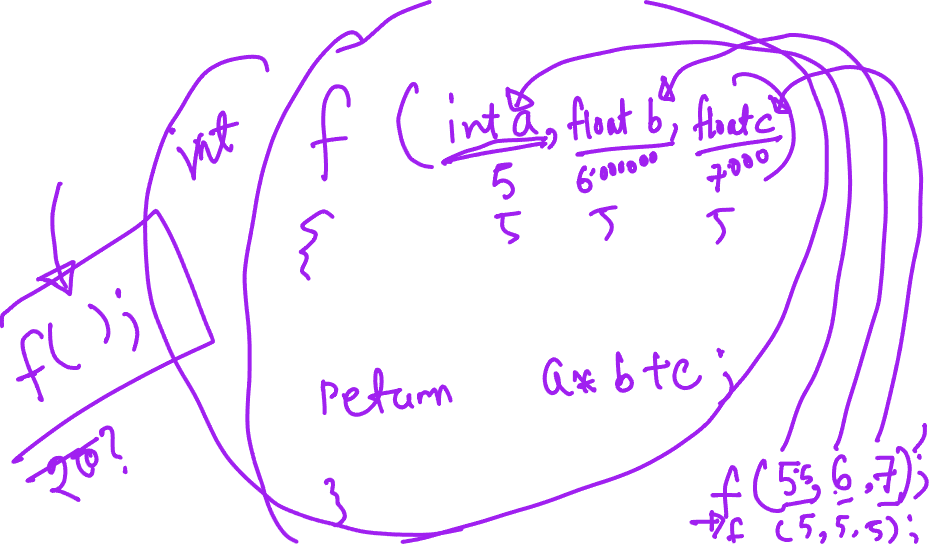 int f (int a, float b, float c)
5 6.000000 7.000
5 5 5
{
f( );
return a * b + c ;
20?
}
f (5.5, 6, 7);
→ f (5, 5, 5);